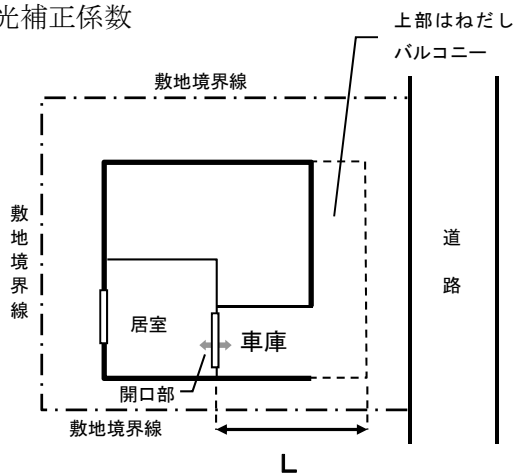 光補正係数
上部はねだし
バルコニー
敷地境界線
敷地境界線
道路
居室
車庫
開口部
敷地境界線
L